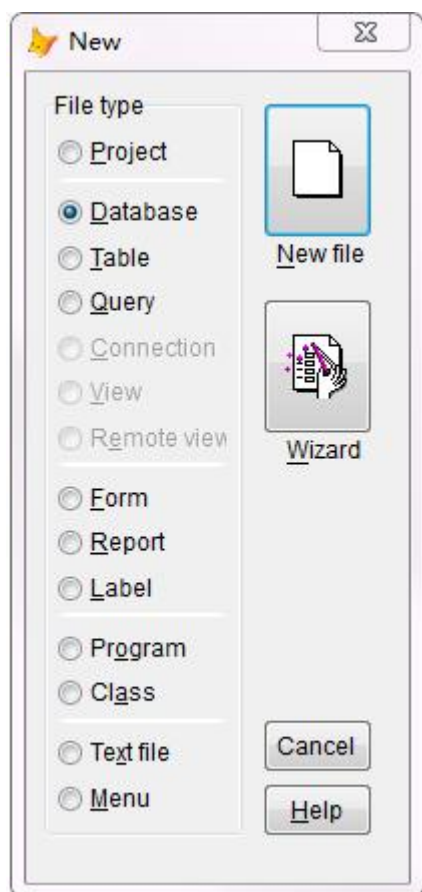 New
File type
Project
Database
Table
Query
Connection
View
Remote view
Form
Report
Label
Program
Class
Text file
Menu
New file
Wizard
Cancel
Help